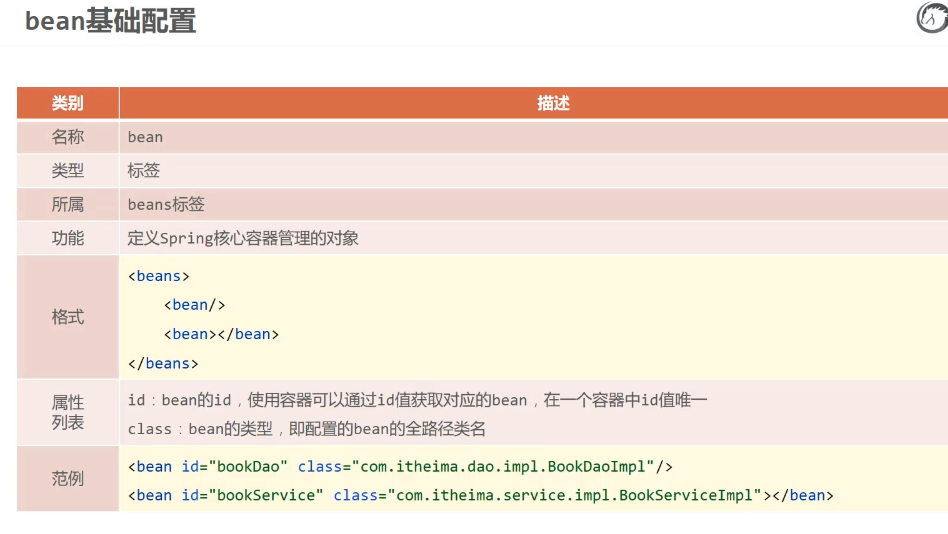 bean基础配置
类别 描述
名称 bean
类型 标签
所属 beans标签
功能 定义Spring核心容器管理的对象
格式
<beans>
    <bean/>
    <bean></bean>
</beans>
属性
列表
id：bean的id，使用容器可以通过id值获取对应的bean，在一个容器中id值唯一
class：bean的类型，即配置的bean的全路径类名
范例
<bean id="bookDao" class="com.itheima.dao.impl.BookDaoImpl"/>
<bean id="bookService" class="com.itheima.service.impl.BookServiceImpl"></bean>